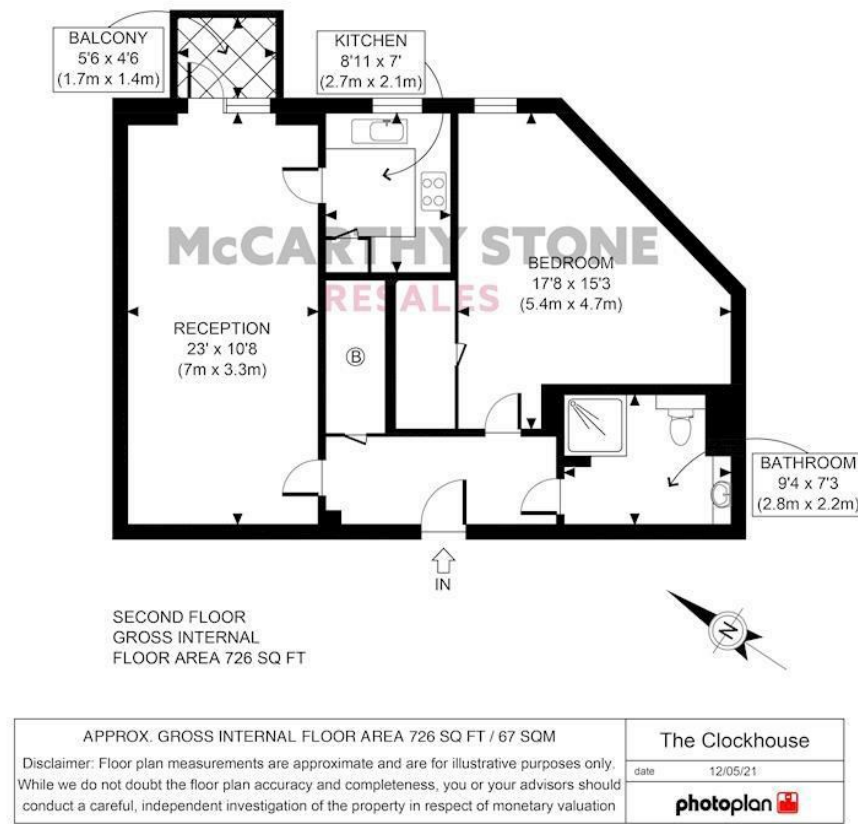 BALCONY
5'6 x 4'6
(1.7m x 1.4m)
KITCHEN
8'11 x 7'
(2.7m x 2.1m)
McCARTHY STONE
RESALES
BEDROOM
17'8 x 15'3
(5.4m x 4.7m)
RECEPTION
23' x 10'8
(7m x 3.3m)
B
BATHROOM
9'4 x 7'3
(2.8m x 2.2m)
IN
N
SECOND FLOOR
GROSS INTERNAL
FLOOR AREA 726 SQ FT
APPROX. GROSS INTERNAL FLOOR AREA 726 SQ FT / 67 SQM
Disclaimer: Floor plan measurements are approximate and are for illustrative purposes only.
While we do not doubt the floor plan accuracy and completeness, you or your advisors should
conduct a careful, independent investigation of the property in respect of monetary valuation
The Clockhouse
date 12/05/21
photoplan